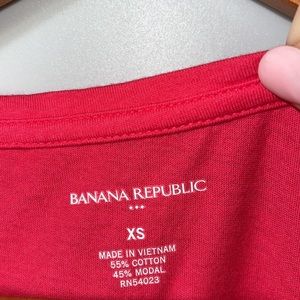 BANANA REPUBLIC
XS
MADE IN VIETNAM
55% COTTON
45% MODAL
RN54023